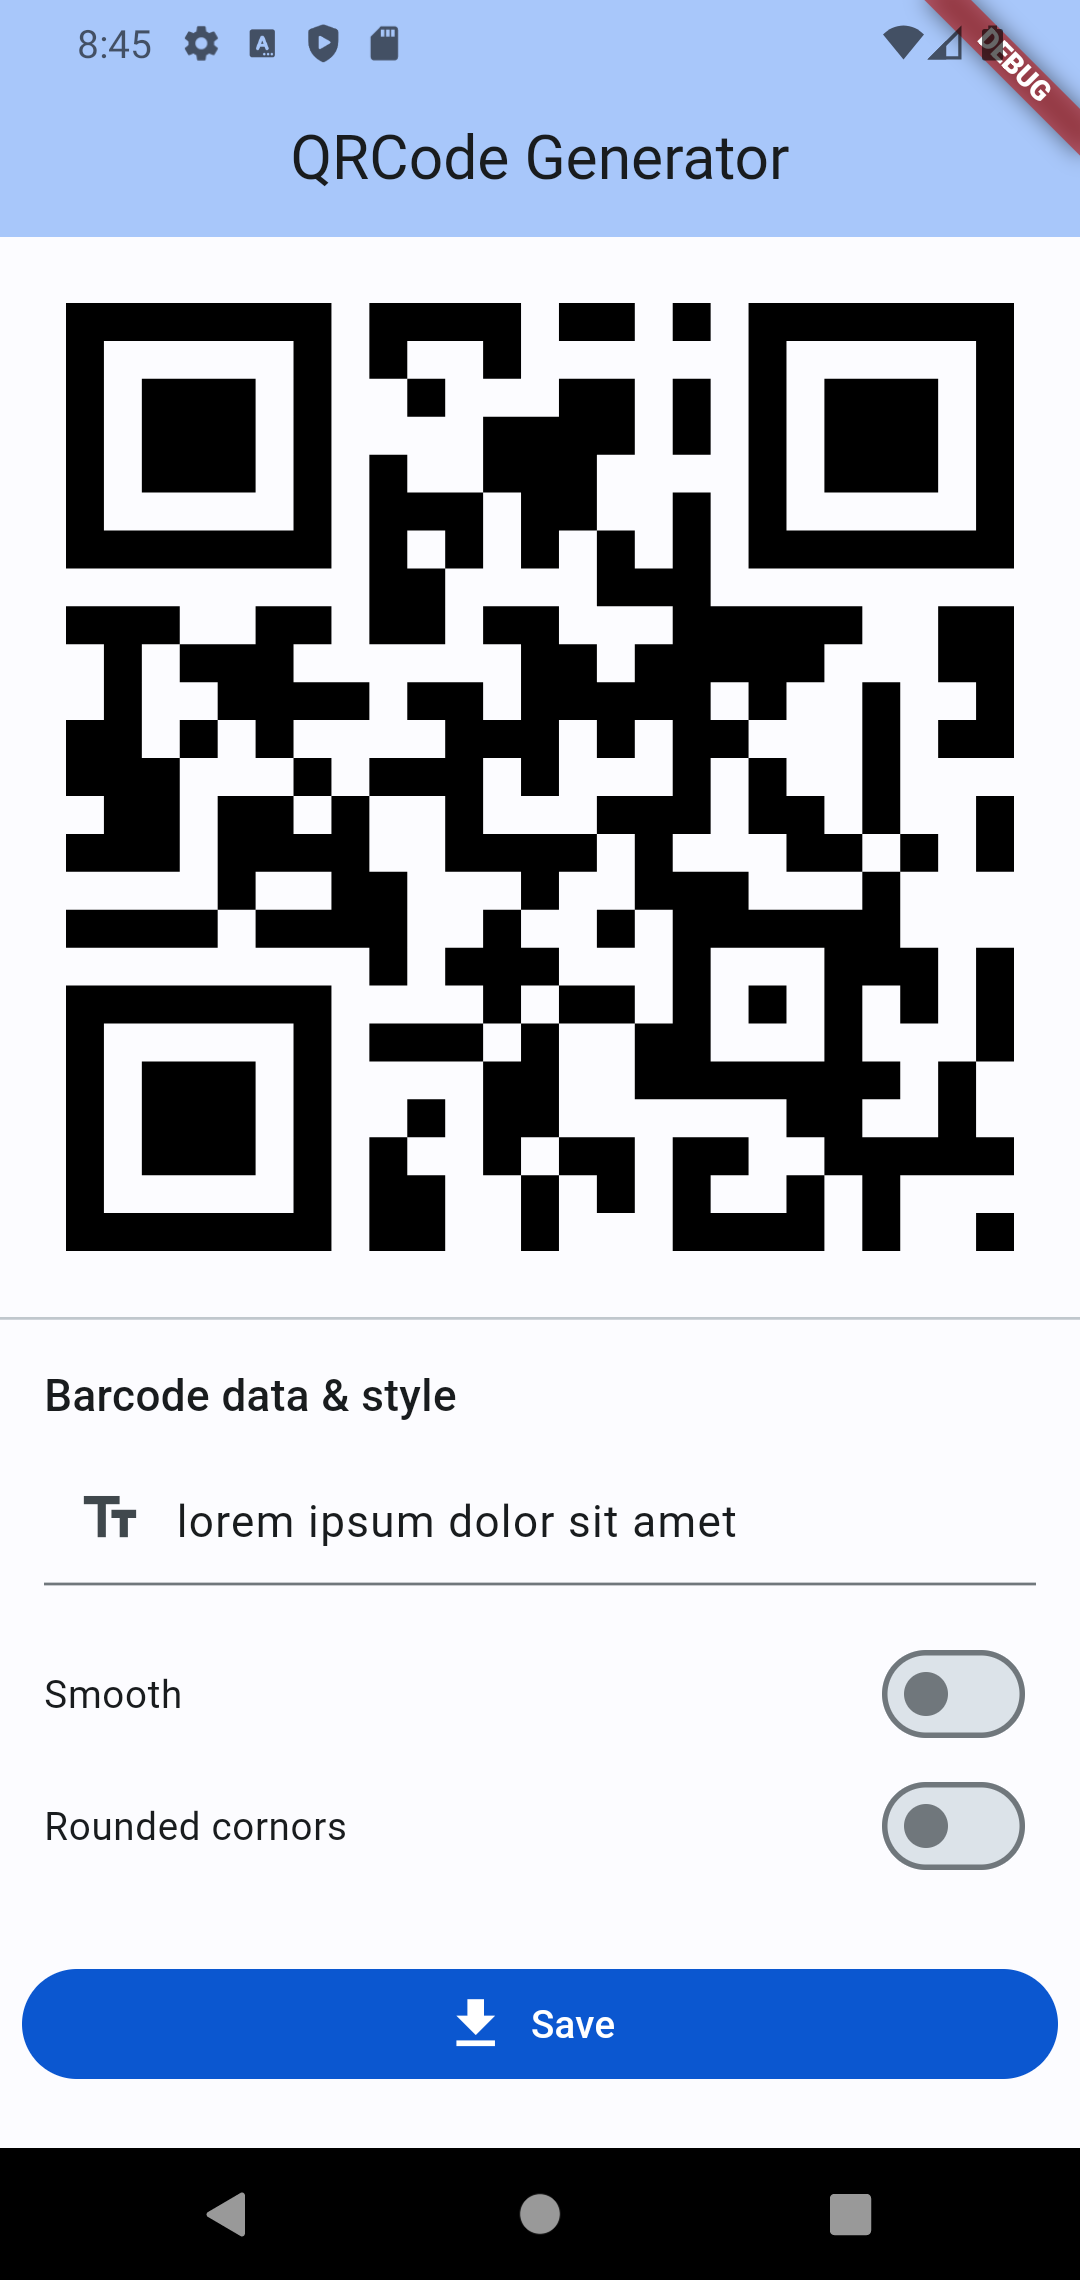 8:45
DEBUG
QRCode Generator
Barcode data & style
lorem ipsum dolor sit amet
Smooth
Rounded cornors
Save